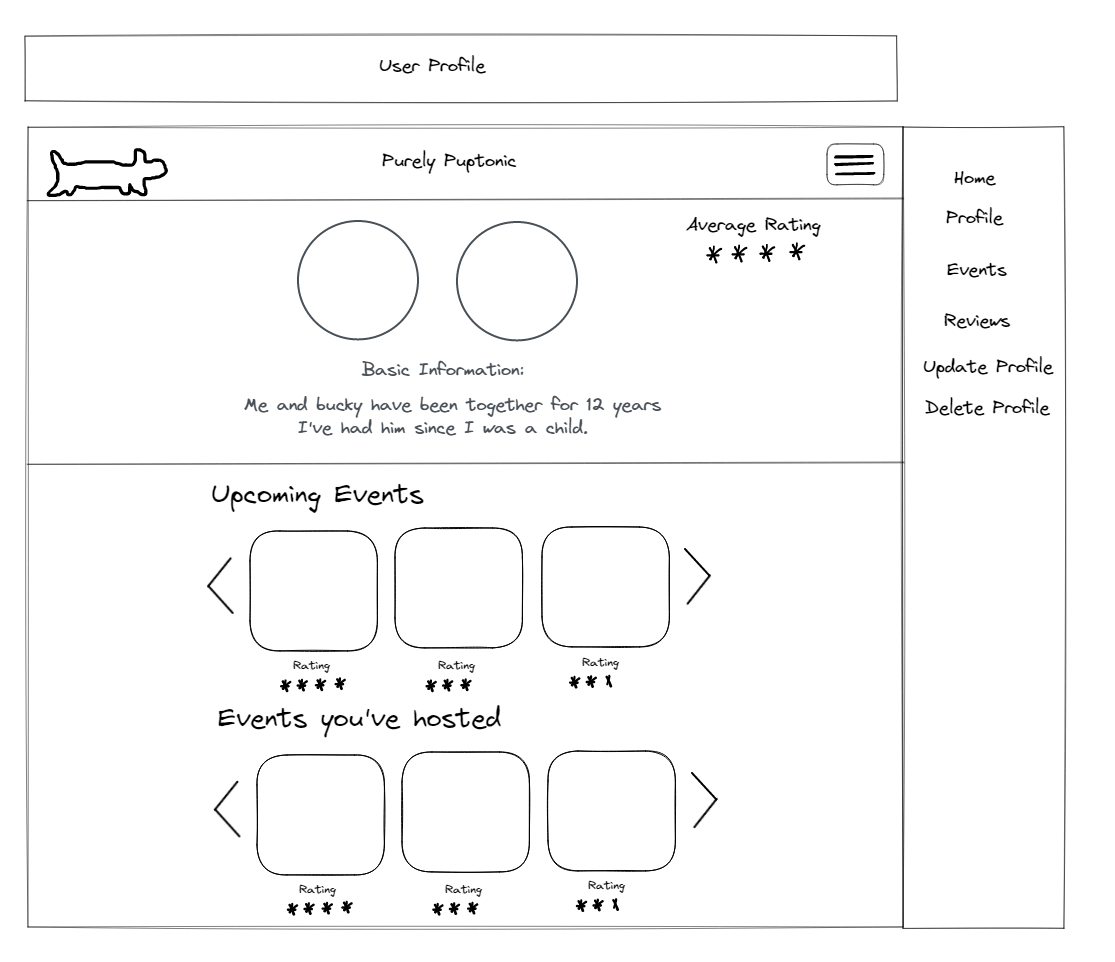 User Profile
Purely Puptonic
Average Rating
* * * *
Basic Information:
Me and bucky have been together for 12 years
I've had him since I was a child.
Home
Profile
Events
Reviews
Update Profile
Delete Profile
Upcoming Events
Rating
* * * *
Rating
* * *
Rating
* *
Events you've hosted
Rating
* * * *
Rating
* * *
Rating
* *